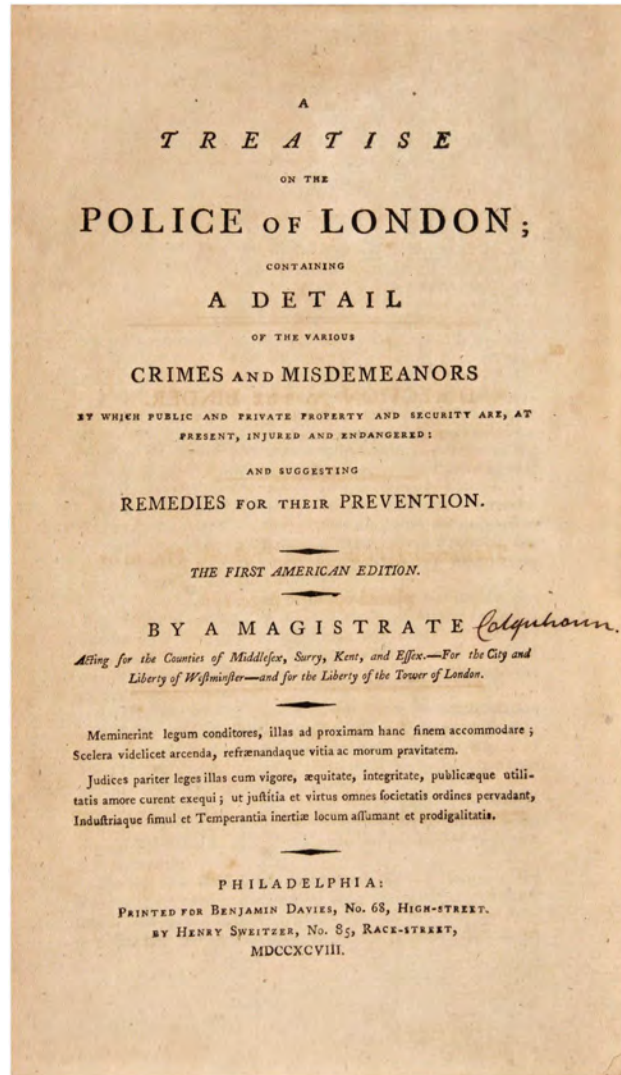 A
TREATISE
ON THE
POLICE OF LONDON;
CONTAINING
A DETAIL
OF THE VARIOUS
CRIMES AND MISDEMEANORS
BY WHICH PUBLIC AND PRIVATE PROPERTY AND SECURITY ARE, AT
PRESENT, INJURED AND ENDANGERED:
AND SUGGESTING
REMEDIES FOR THEIR PREVENTION.
THE FIRST AMERICAN EDITION.
BY A MAGISTRATE Colquhoun.
Acting for the Counties of Middleſex, Surry, Kent, and Eſſex.—For the City and
Liberty of Weſtminſter—and for the Liberty of the Tower of London.
Meminerint legum conditores, illas ad proximam hanc finem accommodare;
Scelera videlicet arcenda, refrænandaque vitia ac morum pravitatem.
Judices pariter leges illas cum vigore, æquitate, integritate, publicæque utili-
tatis amore curent exequi; ut juſtitia et virtus omnes ſocietatis ordines pervadant,
Induſtriaque ſimul et Temperantia inertiæ locum aſſumant et prodigalitatis.
PHILADELPHIA:
PRINTED FOR BENJAMIN DAVIES, No. 68, HIGH-STREET.
BY HENRY SWEITZER, No. 85, RACE-STREET,
MDCCXCVIII.